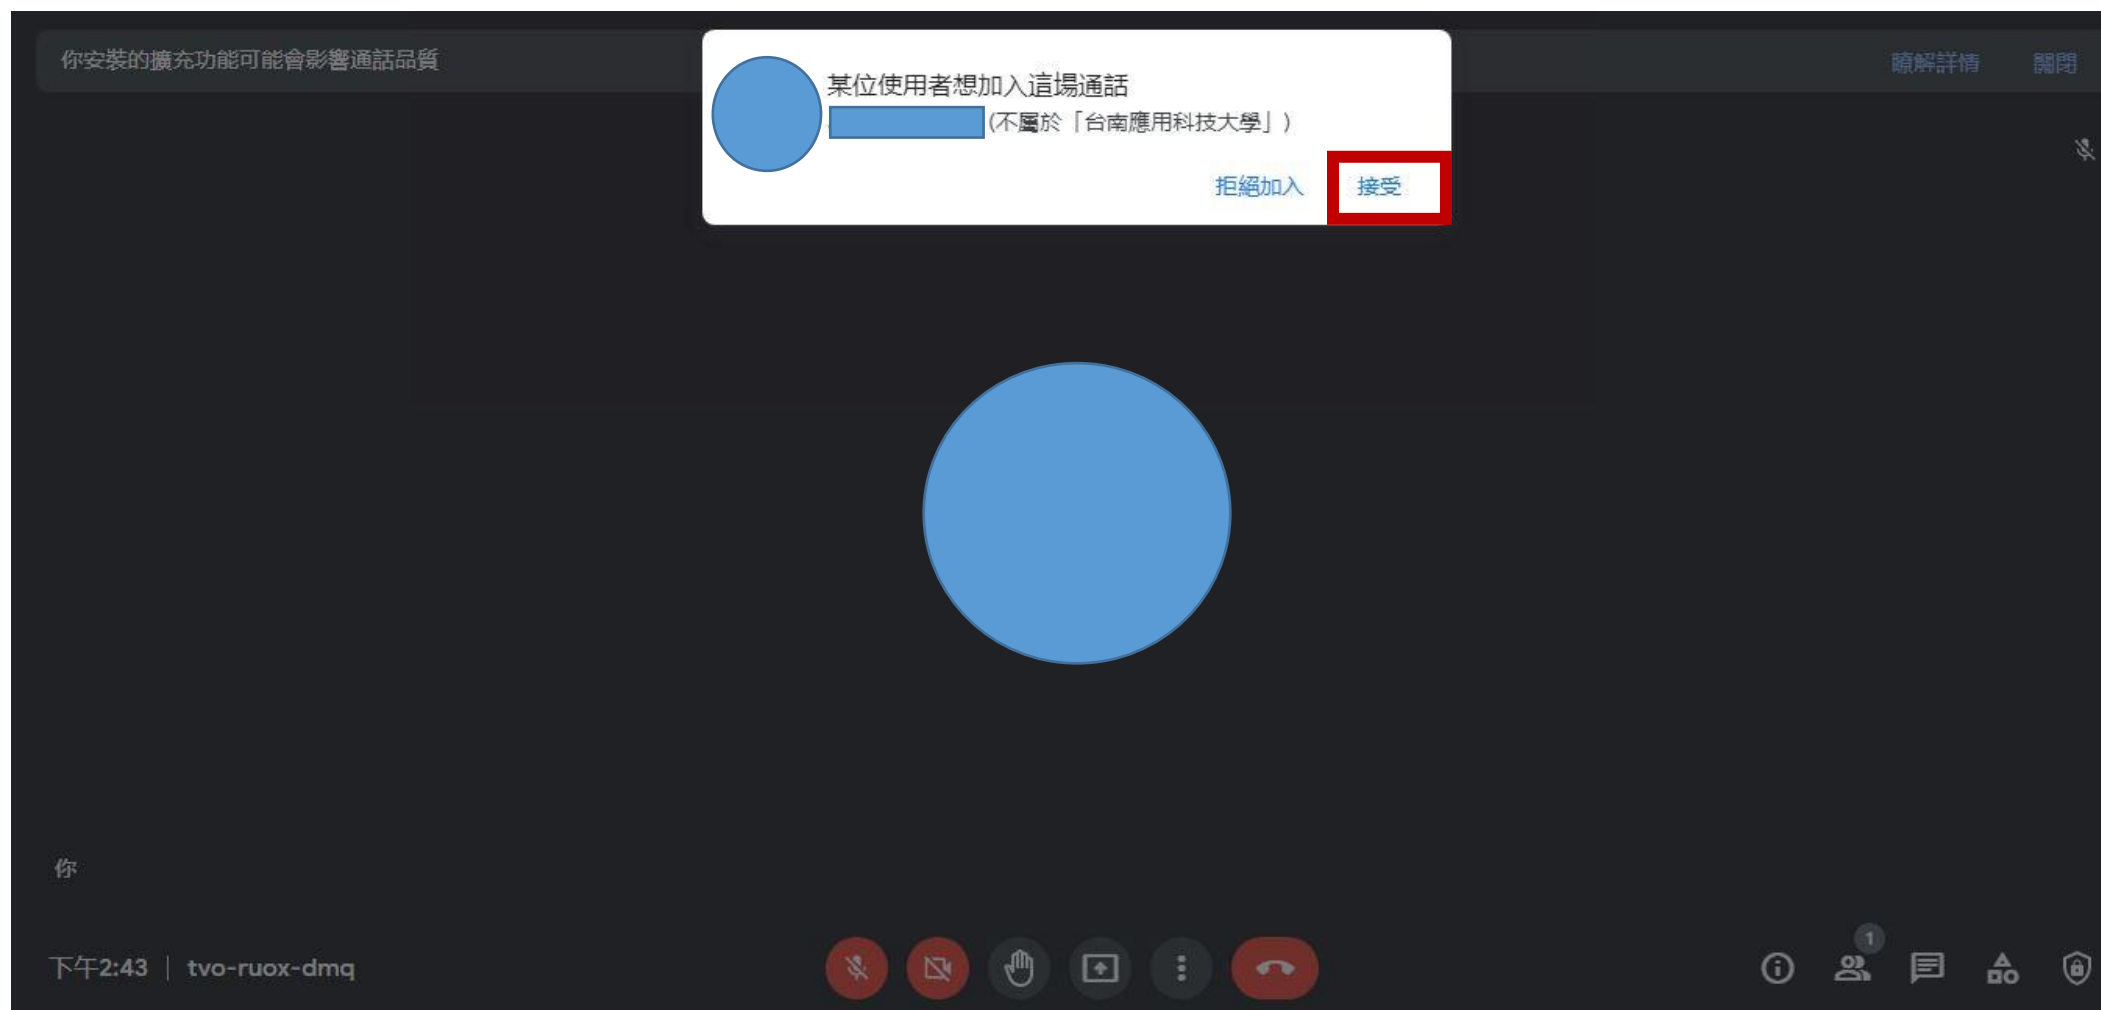 你安裝的擴充功能可能會影響通話品質
瞭解詳情
關閉
某位使用者想加入這場通話
(不屬於「台南應用科技大學」)
拒絕加入
接受
你
1
下午2:43 | tvo-ruox-dmq